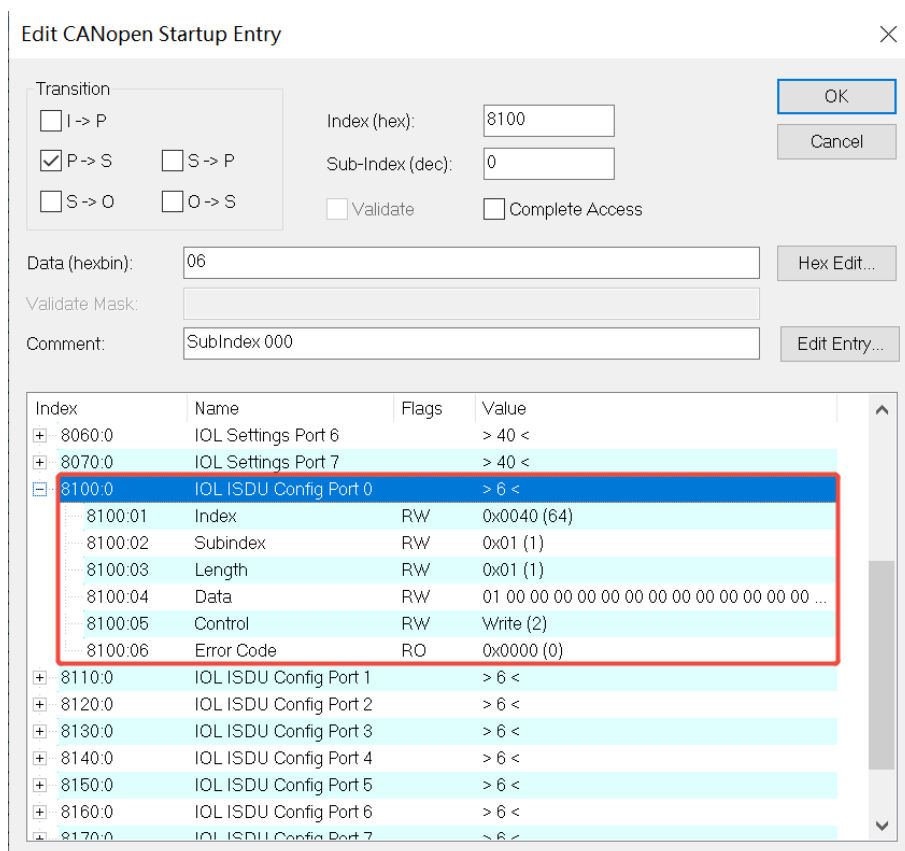 Edit CANopen Startup Entry
Transition
I -> P
P -> S
S -> P
S -> O
O -> S
Index (hex):
8100
Sub-Index (dec):
0
Validate
Complete Access
OK
Cancel
Data (hexbin):
06
Hex Edit...
Validate Mask:
Comment:
SubIndex 000
Edit Entry...
Index Name Flags Value
8060:0 IOL Settings Port 6 > 40 <
8070:0 IOL Settings Port 7 > 40 <
8100:0 IOL ISDU Config Port 0 > 6 <
8100:01 Index RW 0x0040 (64)
8100:02 Subindex RW 0x01 (1)
8100:03 Length RW 0x01 (1)
8100:04 Data RW 01 00 00 00 00 00 00 00 00 00 00 00 00 00 ...
8100:05 Control RW Write (2)
8100:06 Error Code RO 0x0000 (0)
8110:0 IOL ISDU Config Port 1 > 6 <
8120:0 IOL ISDU Config Port 2 > 6 <
8130:0 IOL ISDU Config Port 3 > 6 <
8140:0 IOL ISDU Config Port 4 > 6 <
8150:0 IOL ISDU Config Port 5 > 6 <
8160:0 IOL ISDU Config Port 6 > 6 <
8170:0 IOL ISDU Config Port 7 > 6 <